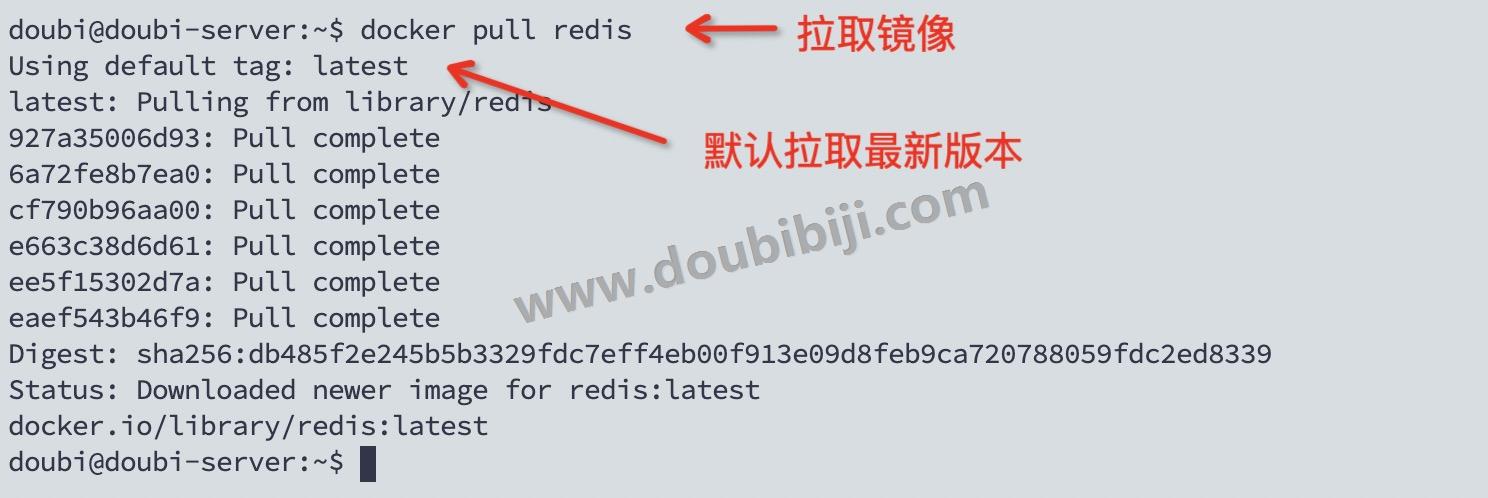 doubi@doubi-server:~$ docker pull redis
拉取镜像
Using default tag: latest
latest: Pulling from library/redis
927a35006d93: Pull complete
默认拉取最新版本
6a72fe8b7ea0: Pull complete
cf790b96aa00: Pull complete
e663c38d6d61: Pull complete
www.doubibiji.com
ee5f15302d7a: Pull complete
eaef543b46f9: Pull complete
Digest: sha256:db485f2e245b5b3329fdc7eff4eb00f913e09d8feb9ca720788059fdc2ed8339
Status: Downloaded newer image for redis:latest
docker.io/library/redis:latest
doubi@doubi-server:~$